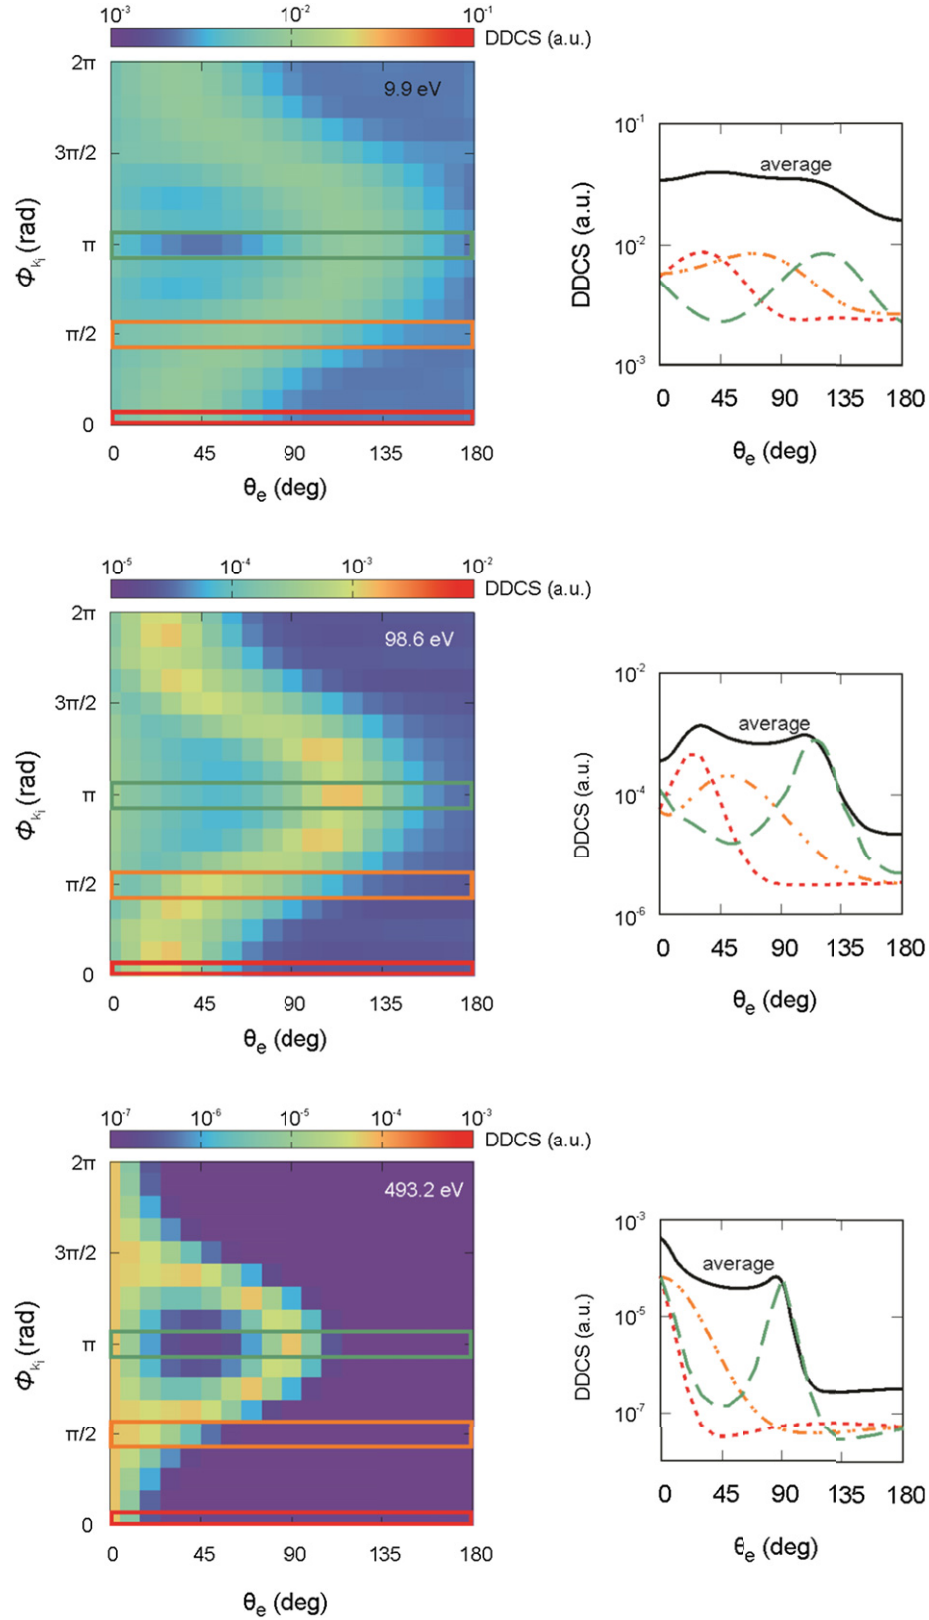 10-3 10-2 10-1
DDCS (a.u.)
9.9 eV
2π
3π/2
π
π/2
0
Φki (rad)
0 45 90 135 180
θe (deg)
10-1
10-2
10-3
DDCS (a.u.)
average
0 45 90 135 180
θe (deg)
10-5 10-4 10-3 10-2
DDCS (a.u.)
98.6 eV
2π
3π/2
π
π/2
0
Φki (rad)
0 45 90 135 180
θe (deg)
10-2
10-4
10-6
DDCS (a.u.)
average
0 45 90 135 180
θe (deg)
10-7 10-6 10-5 10-4 10-3
DDCS (a.u.)
493.2 eV
2π
3π/2
π
π/2
0
Φki (rad)
0 45 90 135 180
θe (deg)
10-3
10-5
10-7
DDCS (a.u.)
average
0 45 90 135 180
θe (deg)